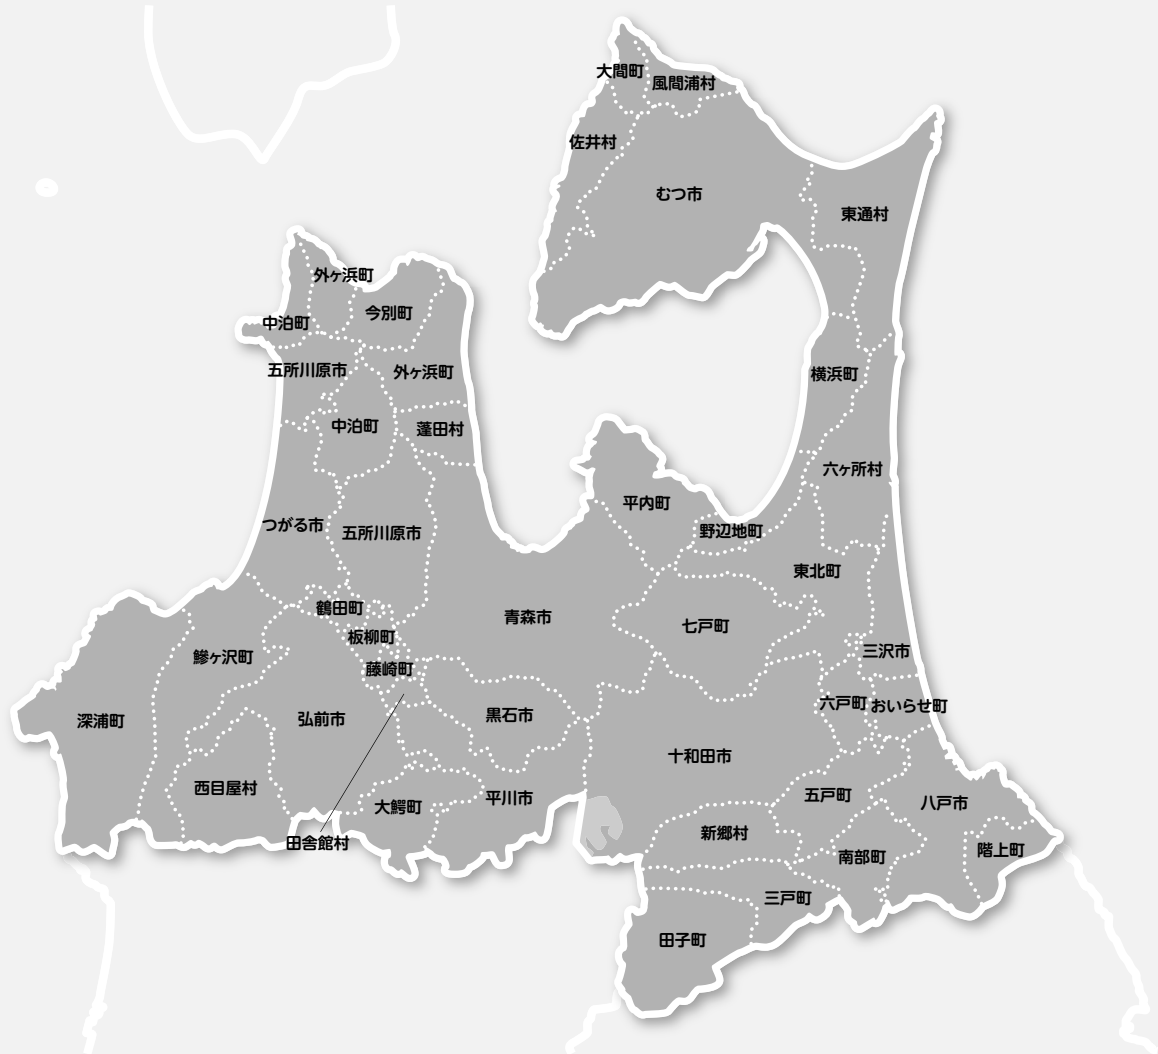 大間町
風間浦村
佐井村
むつ市
東通村
外ヶ浜町
今別町
中泊町
五所川原市
外ヶ浜町
横浜町
中泊町
蓬田村
六ヶ所村
平内町
つがる市
五所川原市
野辺地町
東北町
鶴田町
青森市
七戸町
板柳町
鰺ヶ沢町
三沢市
藤崎町
六戸町
おいらせ町
深浦町
弘前市
黒石市
十和田市
西目屋村
大鰐町
平川市
五戸町
八戸市
新郷村
田舎館村
南部町
階上町
三戸町
田子町